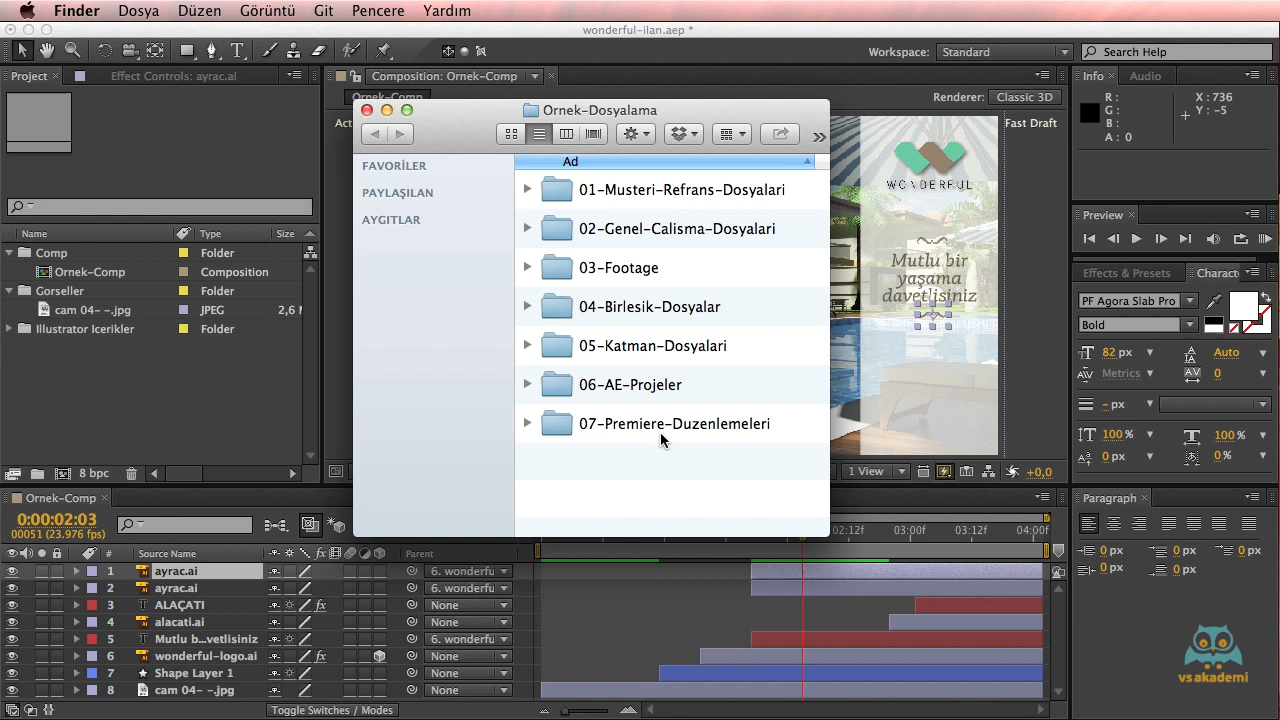 Finder Dosya Düzen Görüntü Git Pencere Yardım
wonderful-ilan.aep *
Workspace: Standard Search Help
Project Effect Controls: ayrac.ai
Composition: Ornek-Comp
Info Audio
Ornek-Comp
Renderer: Classic 3D
Fast Draft
R :
G :
B :
A : 0
X : 736
Y : -5
Ornek-Dosyalama
FAVORİLER
PAYLAŞILAN
AYGITLAR
Ad
01-Musteri-Refrans-Dosyalari
02-Genel-Calisma-Dosyalari
03-Footage
04-Birlesik-Dosyalar
05-Katman-Dosyalari
06-AE-Projeler
07-Premiere-Duzenlemeleri
WONDERFUL
Mutlu bir
yaşama
davetlisiniz
Name Type Size
Comp Folder
Ornek-Comp Composition
Gorseller Folder
cam 04- -.jpg JPEG 2,6
Illustrator Icerikler Folder
8 bpc
Preview
Effects & Presets Charact
PF Agora Slab Pro
Bold
82 px Auto
Metrics 0
- px
100 % 100 %
0 px 0 %
1 View +0,0
Paragraph
0 px 0 px 0 px
0 px 0 px
Ornek-Comp
0:00:02:03
00051 (23.976 fps)
02:12f 03:00f 03:12f 04:00f
# Source Name fx Parent
1 ayrac.ai 6. wonderfu
2 ayrac.ai 6. wonderfu
3 ALAÇATI fx None
4 alacati.ai None
5 Mutlu b...vetlisiniz 6. wonderfu
6 wonderful-logo.ai fx None
7 Shape Layer 1 None
8 cam 04- -.jpg None
Toggle Switches / Modes
vs akademi